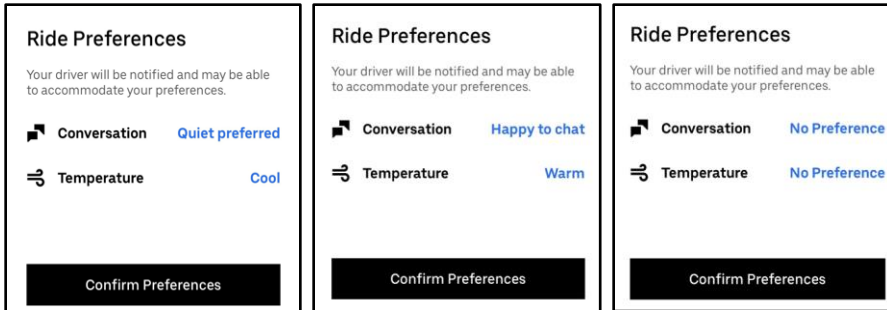 Ride Preferences
Your driver will be notified and may be able
to accommodate your preferences.
Conversation Quiet preferred
Temperature Cool
Confirm Preferences
Ride Preferences
Your driver will be notified and may be able
to accommodate your preferences.
Conversation Happy to chat
Temperature Warm
Confirm Preferences
Ride Preferences
Your driver will be notified and may be able
to accommodate your preferences.
Conversation No Preference
Temperature No Preference
Confirm Preferences